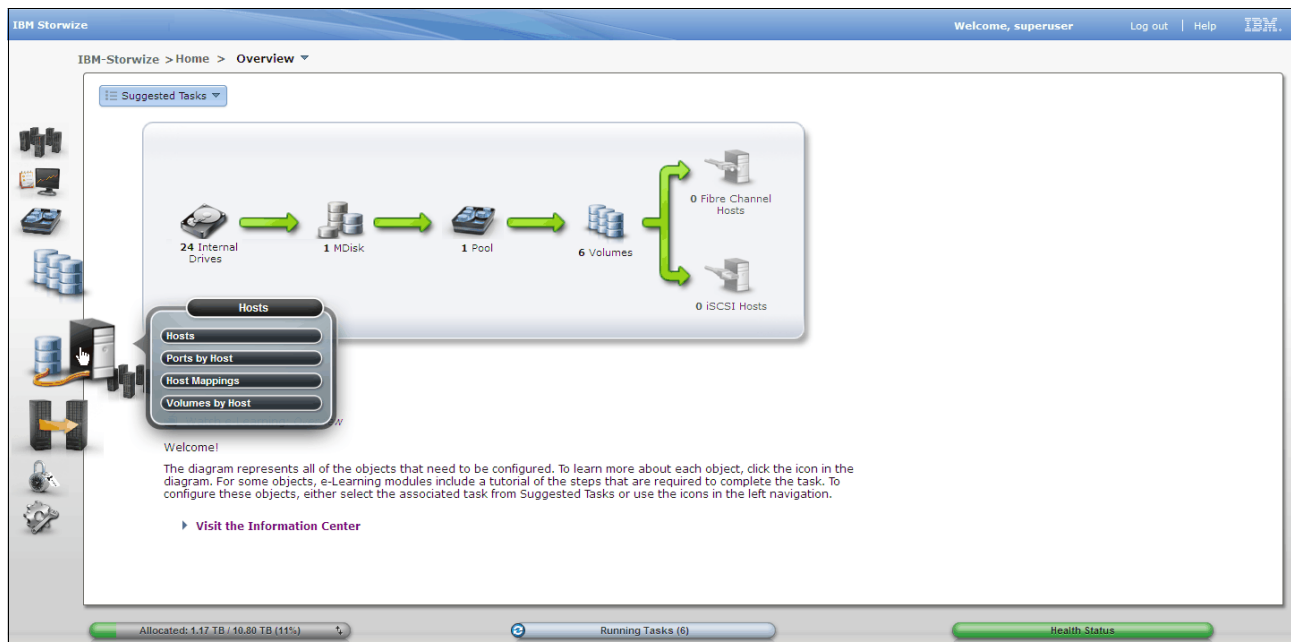 IBM Storwize
Welcome, superuser
Log out | Help
IBM.
IBM-Storwize > Home > Overview
Suggested Tasks
24 Internal Drives
1 MDisk
1 Pool
6 Volumes
0 Fibre Channel Hosts
0 iSCSI Hosts
Hosts
Hosts
Ports by Host
Host Mappings
Volumes by Host
Welcome!
The diagram represents all of the objects that need to be configured. To learn more about each object, click the icon in the
diagram. For some objects, e-Learning modules include a tutorial of the steps that are required to complete the task. To
configure these objects, either select the associated task from Suggested Tasks or use the icons in the left navigation.
Visit the Information Center
Allocated: 1.17 TB / 10.80 TB (11%)
Running Tasks (6)
Health Status